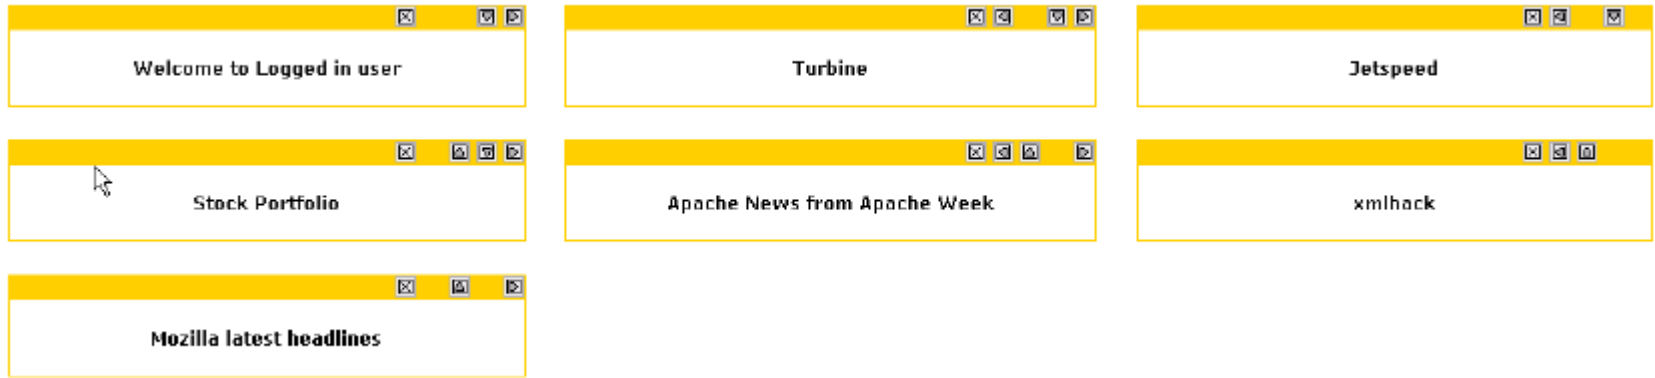 Welcome to Logged in user
Turbine
Jetspeed
Stock Portfolio
Apache News from Apache Week
xmlhack
Mozilla latest headlines